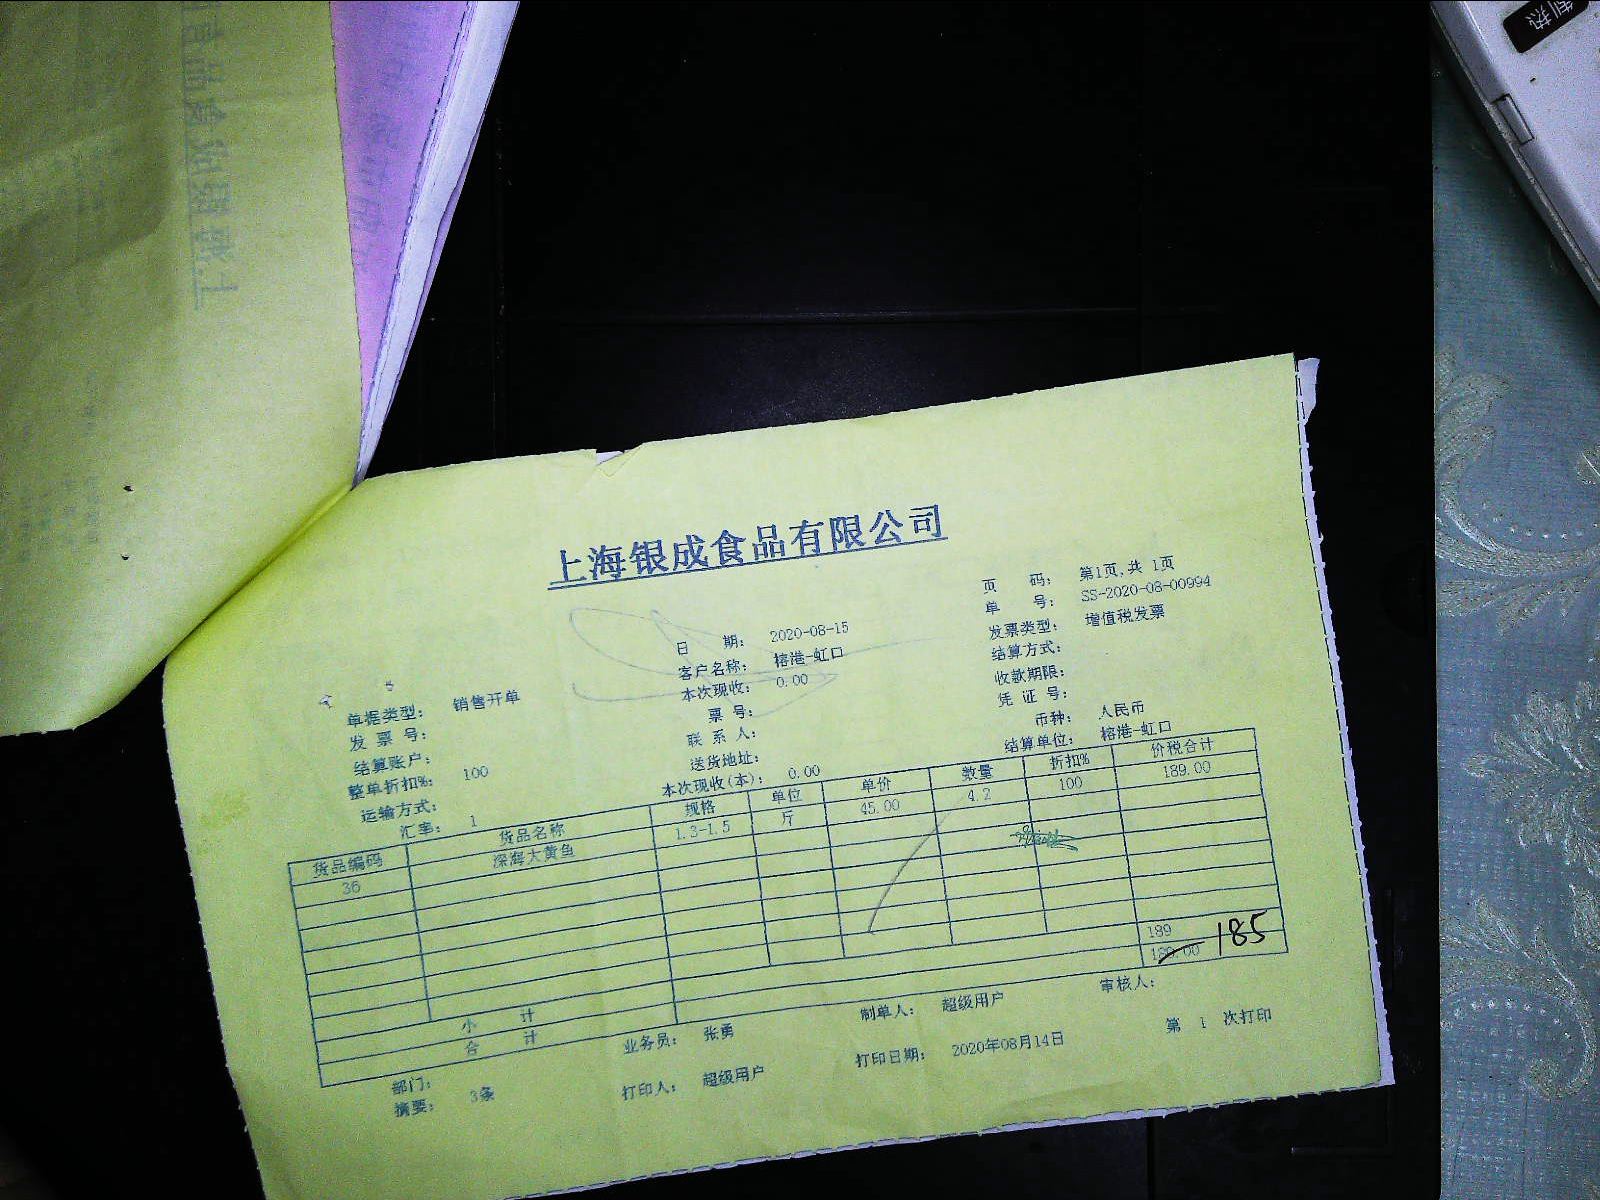 上海银成食品有限公司
页 码: 第1页,共 1页
单 号: SS-2020-08-00994
日 期: 2020-08-15 发票类型: 增值税发票
客户名称: 榕港-虹口 结算方式:
单据类型: 销售开单 本次现收: 0.00 收款期限:
发 票 号: 票 号: 凭 证 号:
结算账户: 联 系 人: 币种: 人民币
整单折扣%: 100 送货地址: 结算单位: 榕港-虹口
运输方式: 本次现收(本): 0.00
汇率: 1
货品编码 货品名称 规格 单位 单价 数量 折扣% 价税合计
36 深海大黄鱼 1.3-1.5 斤 45.00 4.2 100 189.00
小 计 189
合 计 189.00 185
部门: 业务员: 张勇 制单人: 超级用户 审核人:
摘要: 3条 打印人: 超级用户 打印日期: 2020年08月14日 第 1 次打印
制热